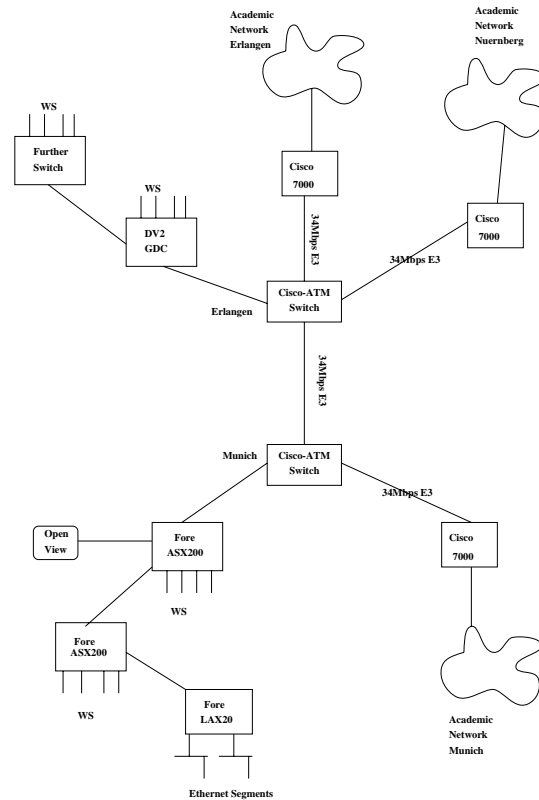 Academic
Network
Erlangen
Academic
Network
Nuernberg
WS
Further
Switch
WS
DV2
GDC
Cisco
7000
Cisco
7000
34Mbps E3
34Mbps E3
Erlangen
Cisco-ATM
Switch
34Mbps E3
Munich
Cisco-ATM
Switch
34Mbps E3
Open
View
Fore
ASX200
Cisco
7000
WS
Fore
ASX200
WS
Fore
LAX20
Academic
Network
Munich
Ethernet Segments